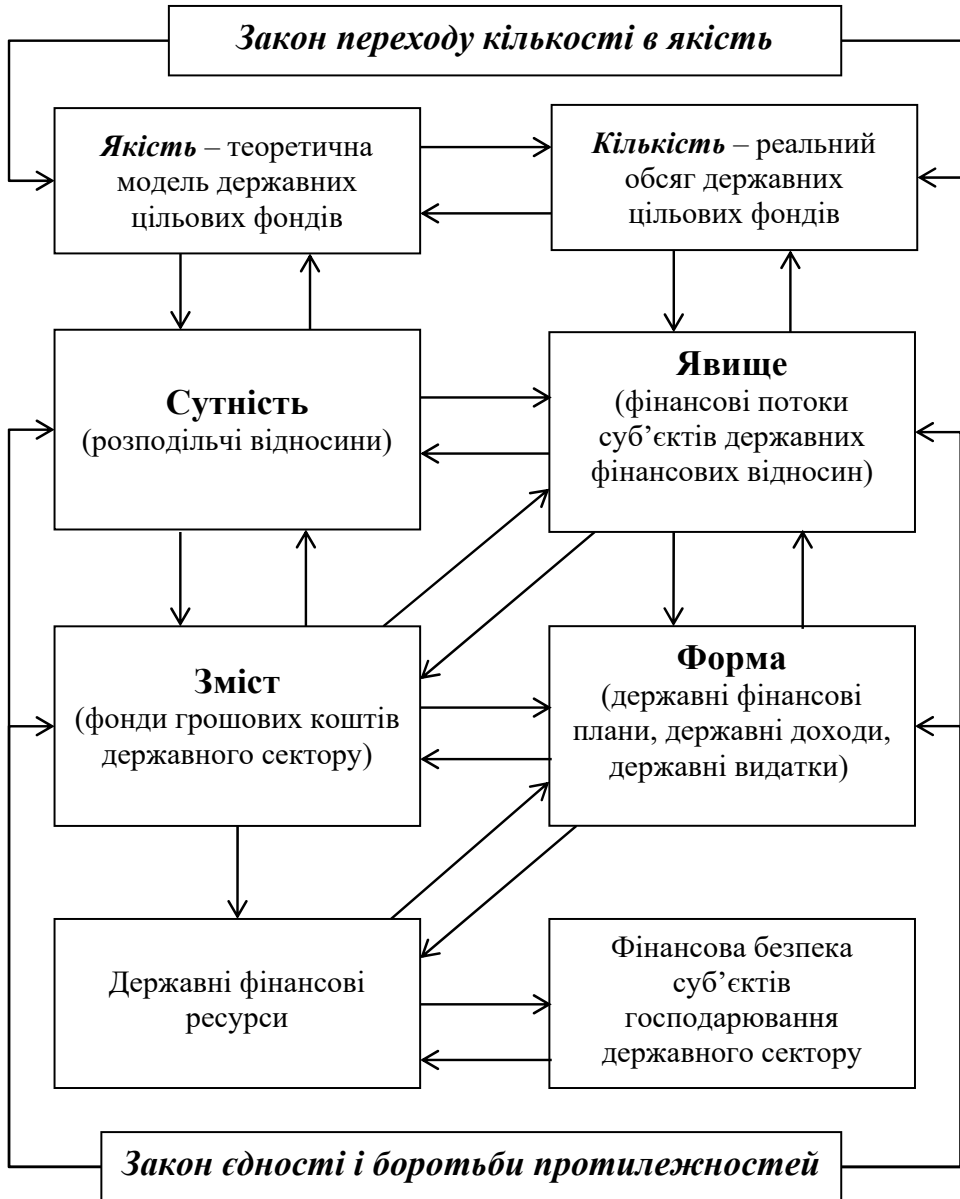 Закон переходу кількості в якість
Якість – теоретична
модель державних
цільових фондів
Кількість – реальний
обсяг державних
цільових фондів
Сутність
(розподільчі відносини)
Явище
(фінансові потоки
суб’єктів державних
фінансових відносин)
Зміст
(фонди грошових коштів
державного сектору)
Форма
(державні фінансові
плани, державні доходи,
державні видатки)
Державні фінансові
ресурси
Фінансова безпека
суб’єктів
господарювання
державного сектору
Закон єдності і боротьби протилежностей